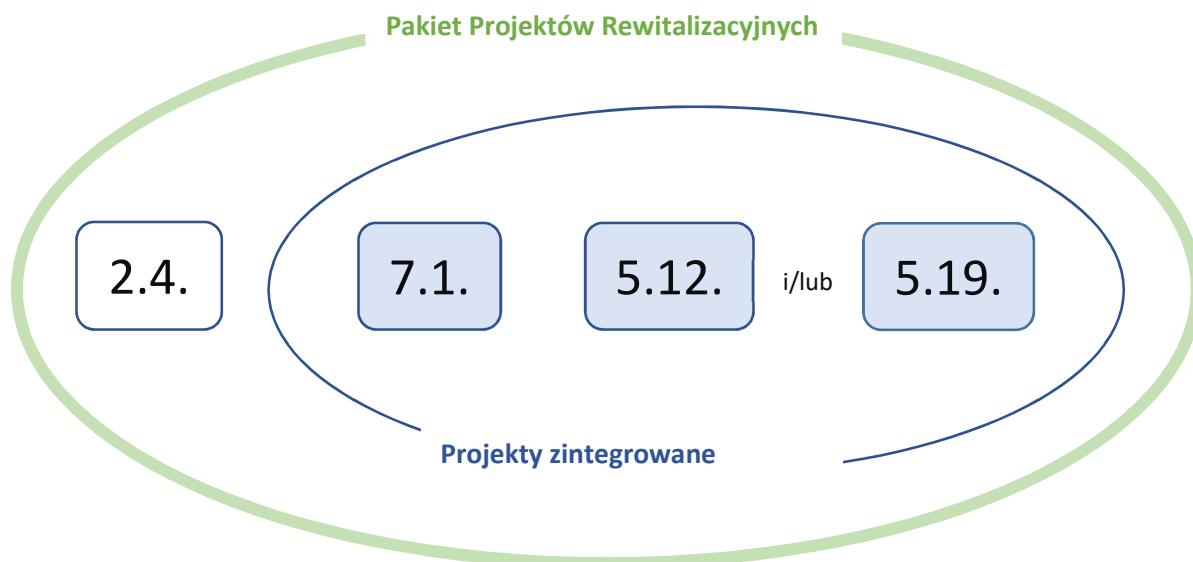 Pakiet Projektów Rewitalizacyjnych
2.4.
7.1.
5.12.
i/lub
5.19.
Projekty zintegrowane